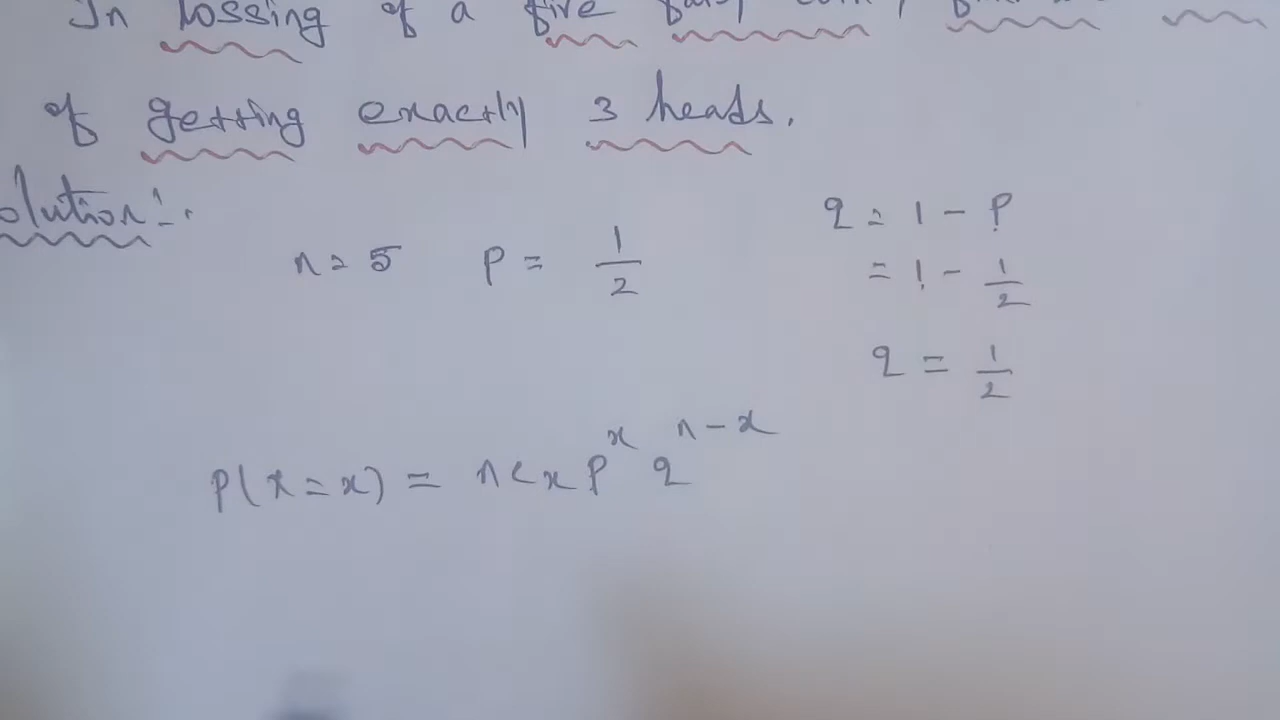 In tossing of a five
of getting exactly 3 heads.
olution:-
n = 5 p = 1/2
q = 1 - p
= 1 - 1/2
q = 1/2
P(X=x) = nCx p^x q^n-x